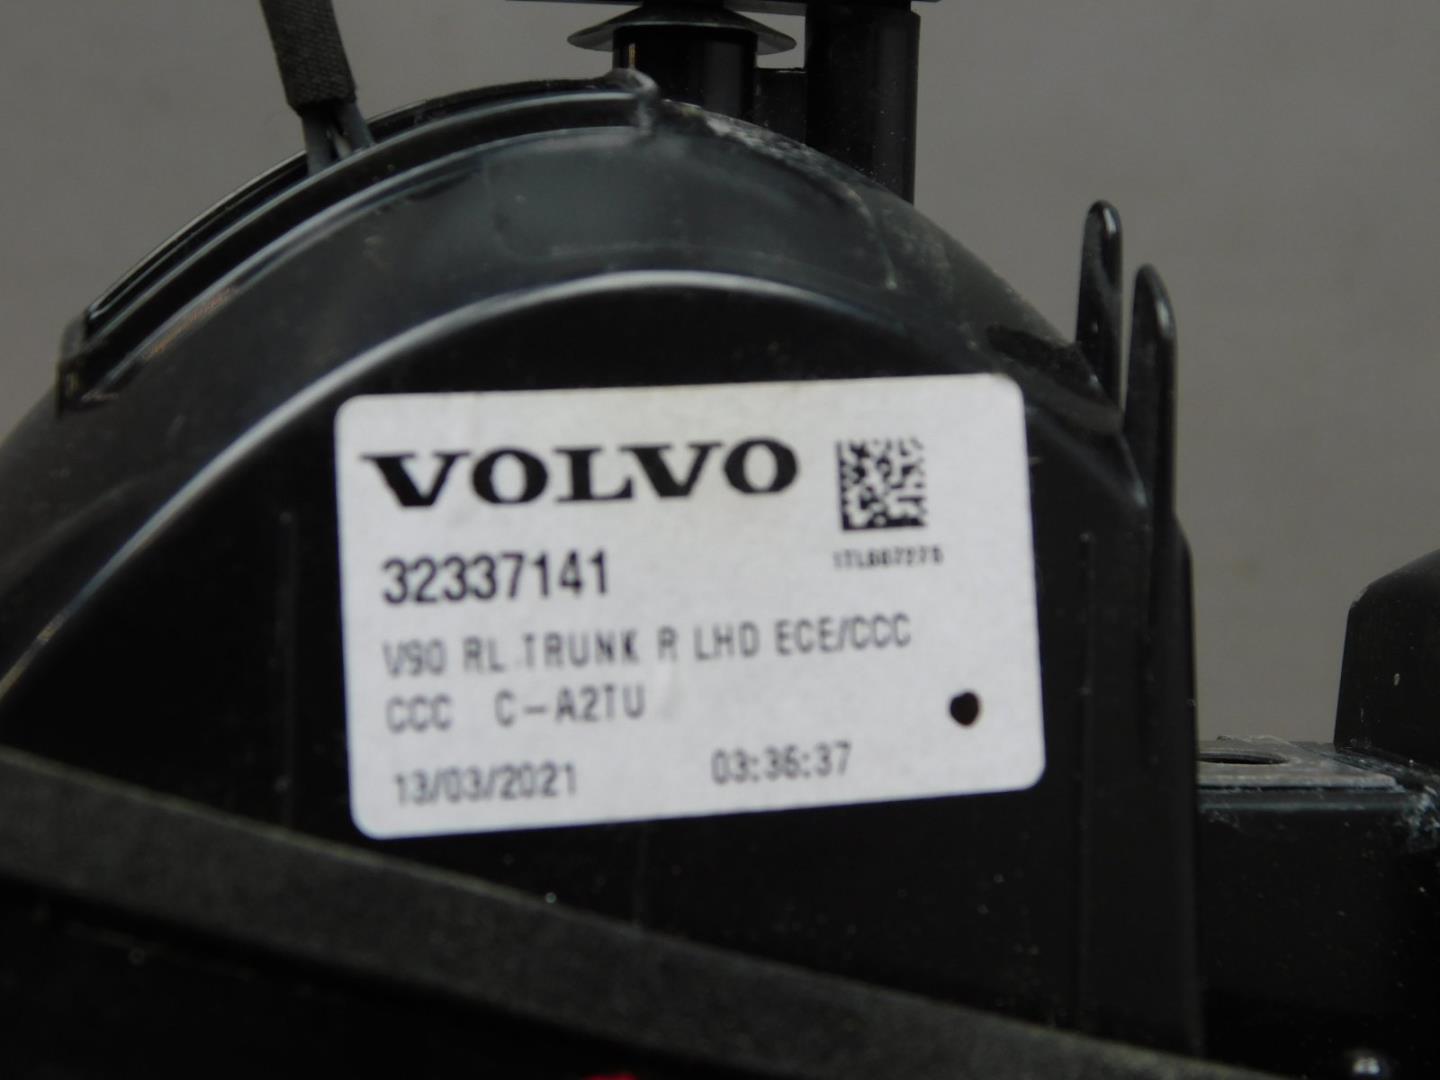 VOLVO
32337141
V90 RL TRUNK R LHD ECE/CCC
CCC C-A2TU
13/03/2021 03:36:37